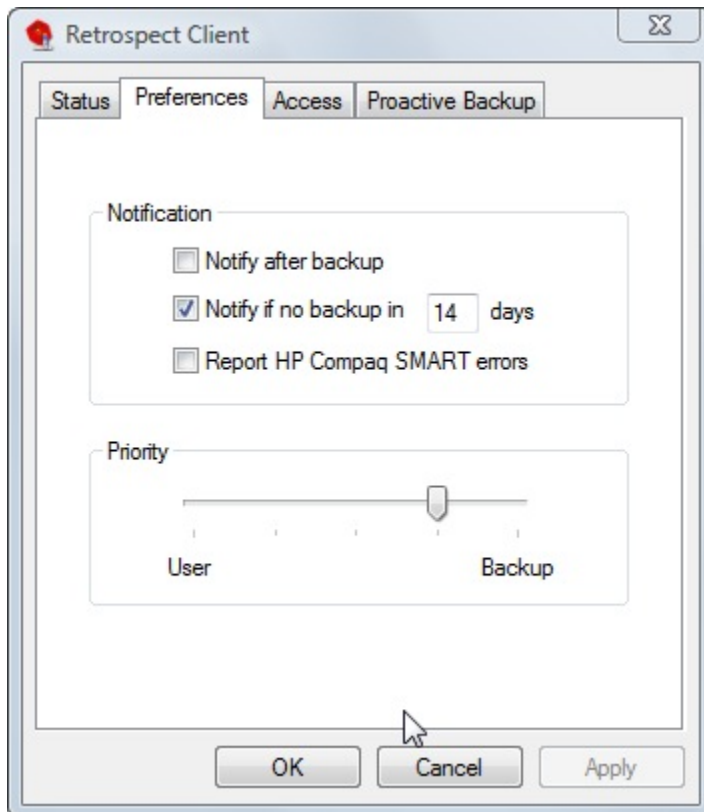 Retrospect Client
Status Preferences Access Proactive Backup
Notification
Notify after backup
Notify if no backup in 14 days
Report HP Compaq SMART errors
Priority
User Backup
OK Cancel Apply